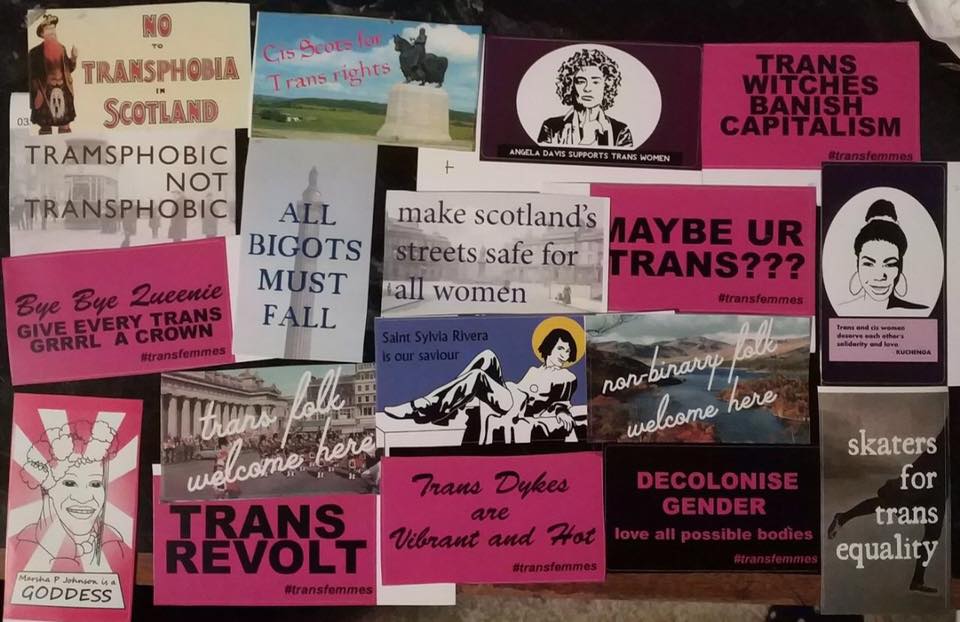 NO
TO
TRANSPHOBIA
IN
SCOTLAND
Cis Scots for
Trans rights
ANGELA DAVIS SUPPORTS TRANS WOMEN
TRANS
WITCHES
BANISH
CAPITALISM
#transfemmes
03
TRAMSPHOBIC
NOT
TRANSPHOBIC
ALL
BIGOTS
MUST
FALL
make scotland's
streets safe for
all women
MAYBE UR
TRANS???
#transfemmes
Trans and cis women
deserve each other's
solidarity and love.
- KUCHENGA
Bye Bye Queenie
GIVE EVERY TRANS
GRRRL A CROWN
#transfemmes
trans folk
welcome here
Saint Sylvia Rivera
is our saviour
non-binary folk
welcome here
Marsha P Johnson is a
GODDESS
TRANS
REVOLT
#transfemmes
Trans Dykes
are
Vibrant and Hot
#transfemmes
DECOLONISE
GENDER
love all possible bodies
#transfemmes
skaters
for
trans
equality